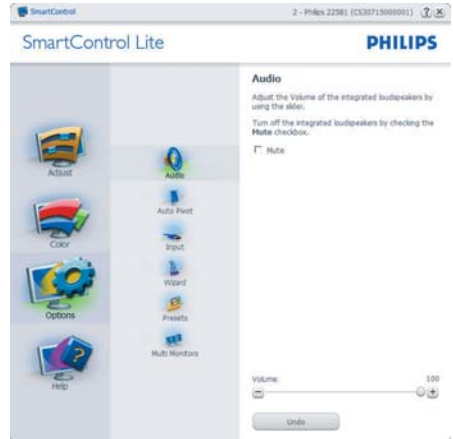 SmartControl
2 - Philips 225B1 (CS30715000001)
SmartControl Lite
PHILIPS
Adjust
Color
Options
Help
Audio
Auto Pivot
Input
Wizard
Presets
Multi Monitors
Audio
Adjust the Volume of the integrated loudspeakers by
using the slider.
Turn off the integrated loudspeakers by checking the
Mute checkbox.
Mute
Volume
100
Undo